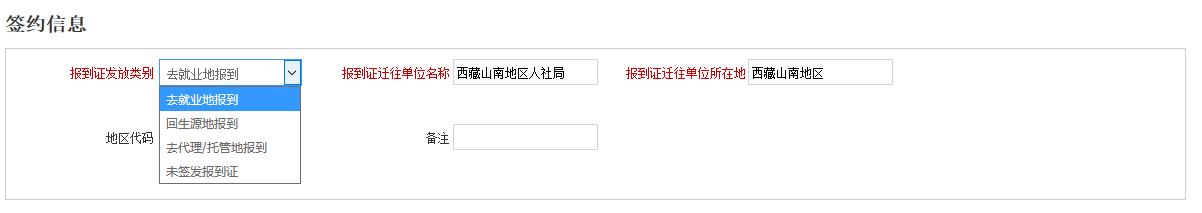 签约信息
报到证发放类别 去就业地报到 报到证迁往单位名称 西藏山南地区人社局 报到证迁往单位所在地 西藏山南地区
去就业地报到
回生源地报到
地区代码 备注
去代理/托管地报到
未签发报到证